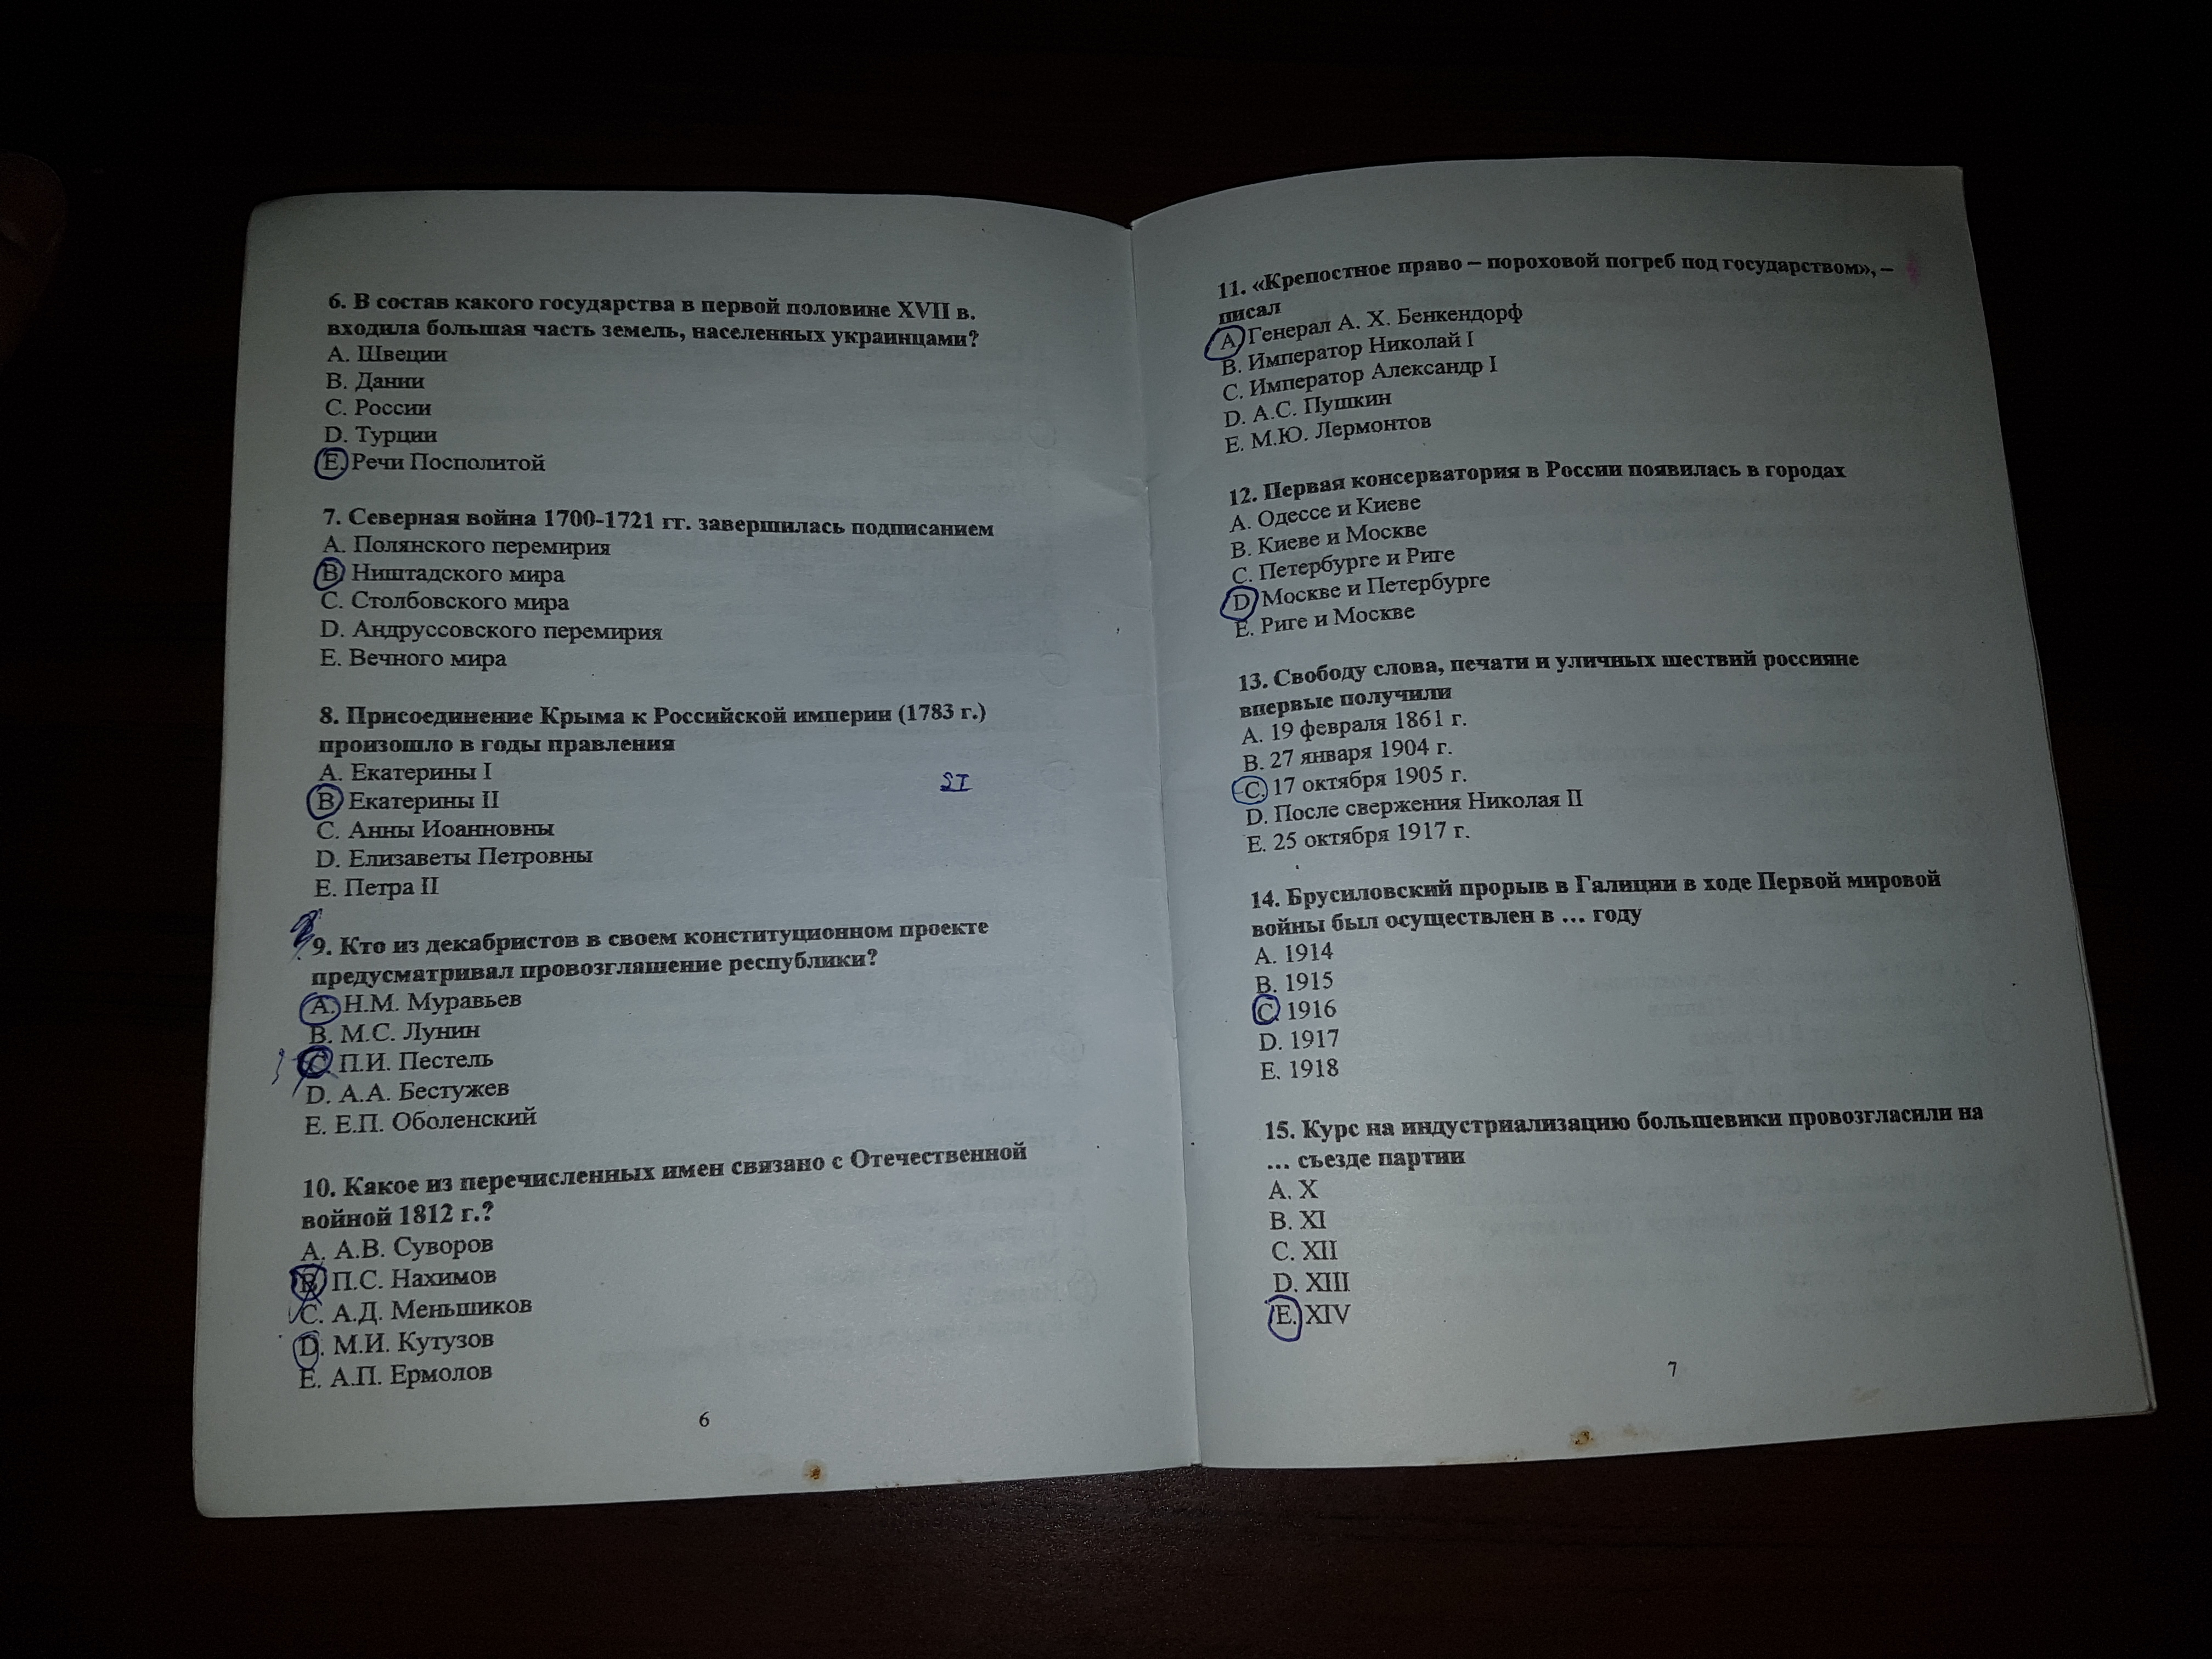 6. В состав какого государства в первой половине XVII в.
входила большая часть земель, населенных украинцами?
A. Швеции
B. Дании
C. России
D. Турции
E. Речи Посполитой
7. Северная война 1700-1721 гг. завершилась подписанием
A. Полянского перемирия
B. Ништадского мира
C. Столбовского мира
D. Андруссовского перемирия
E. Вечного мира
8. Присоединение Крыма к Российской империи (1783 г.)
произошло в годы правления
A. Екатерины I
B. Екатерины II
C. Анны Иоанновны
D. Елизаветы Петровны
E. Петра II
9. Кто из декабристов в своем конституционном проекте
предусматривал провозглашение республики?
A. Н.М. Муравьев
B. М.С. Лунин
C. П.И. Пестель
D. А.А. Бестужев
E. Е.П. Оболенский
10. Какое из перечисленных имен связано с Отечественной
войной 1812 г.?
A. А.В. Суворов
B. П.С. Нахимов
C. А.Д. Меньшиков
D. М.И. Кутузов
E. А.П. Ермолов
6
11. «Крепостное право – пороховой погреб под государством», –
писал
A. Генерал А. Х. Бенкендорф
B. Император Николай I
C. Император Александр I
D. А.С. Пушкин
E. М.Ю. Лермонтов
12. Первая консерватория в России появилась в городах
A. Одессе и Киеве
B. Киеве и Москве
C. Петербурге и Риге
D. Москве и Петербурге
E. Риге и Москве
13. Свободу слова, печати и уличных шествий россияне
впервые получили
A. 19 февраля 1861 г.
B. 27 января 1904 г.
C. 17 октября 1905 г.
D. После свержения Николая II
E. 25 октября 1917 г.
14. Брусиловский прорыв в Галиции в ходе Первой мировой
войны был осуществлен в ... году
A. 1914
B. 1915
C. 1916
D. 1917
E. 1918
15. Курс на индустриализацию большевики провозгласили на
... съезде партии
A. X
B. XI
C. XII
D. XIII
E. XIV
7